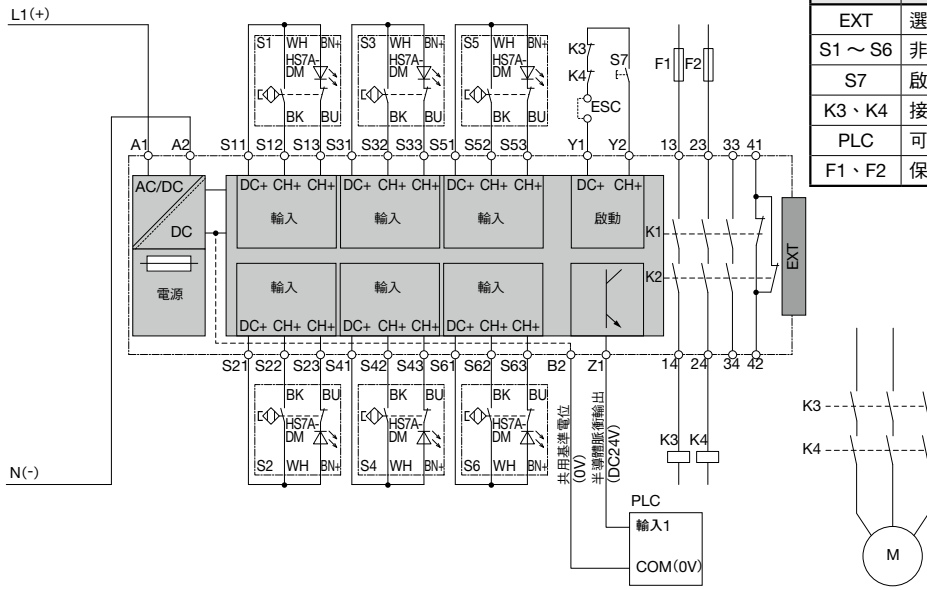 L1(+)
N(-)
S1 WH BN+
HS7A-
DM
BK BU
S3 WH BN+
HS7A-
DM
BK BU
S5 WH BN+
HS7A-
DM
BK BU
K3
K4
S7
ESC
F1 F2
EXT 選
S1～S6 非
S7 啟
K3、K4 接
PLC 可
F1、F2 保
A1 A2 S11 S12 S13 S31 S32 S33 S51 S52 S53 Y1 Y2 13 23 33 41
AC/DC
DC
電源
DC+ CH+ CH+ DC+ CH+ CH+ DC+ CH+ CH+ DC+ CH+
輸入 輸入 輸入 啟動
K1
K2
EXT
輸入 輸入 輸入
DC+ CH+ CH+ DC+ CH+ CH+ DC+ CH+ CH+
S21 S22 S23 S41 S42 S43 S61 S62 S63 B2 Z1 14 24 34 42
BK BU
HS7A-
DM
S2 WH BN+
BK BU
HS7A-
DM
S4 WH BN+
BK BU
HS7A-
DM
S6 WH BN+
共用基準電位
(0V)
半導體脈衝輸出
(DC24V)
K3 K4
PLC
輸入1
COM(0V)
K3
K4
M